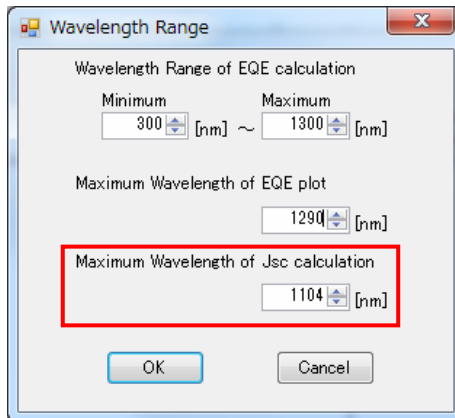 Wavelength Range
Wavelength Range of EQE calculation
Minimum Maximum
300 [nm] ～ 1300 [nm]
Maximum Wavelength of EQE plot
1290 [nm]
Maximum Wavelength of Jsc calculation
1104 [nm]
OK Cancel